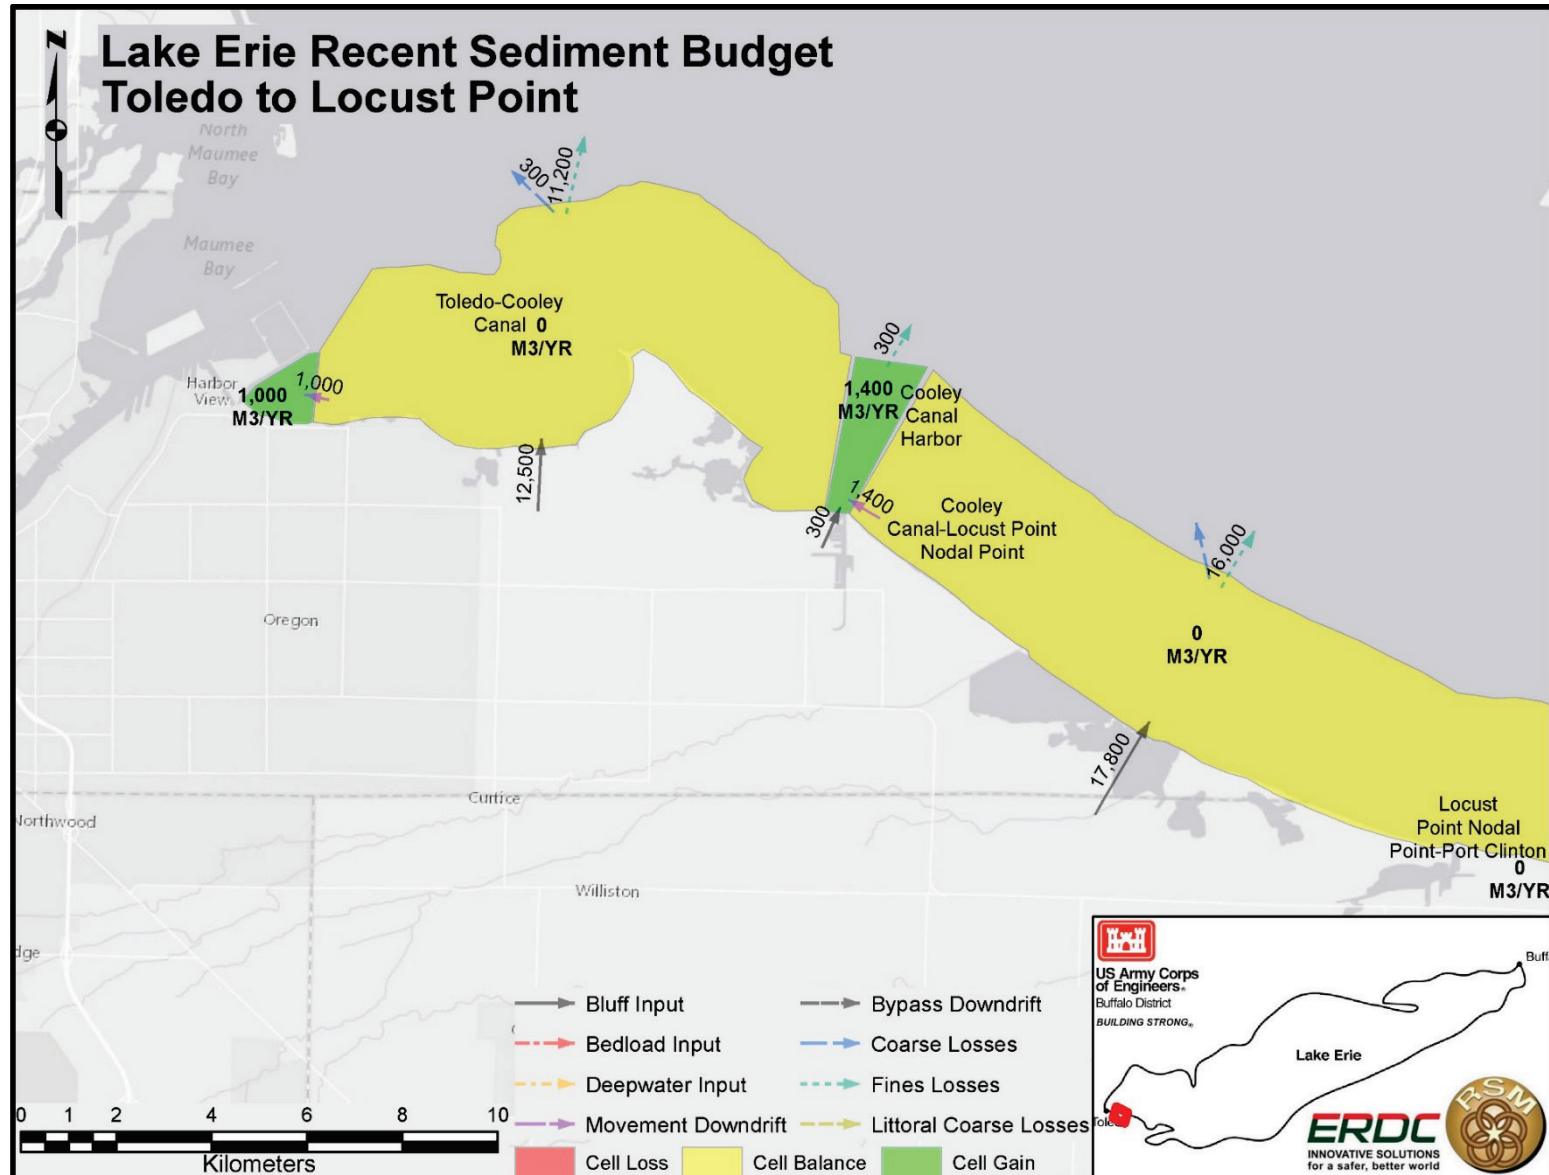 N
Lake Erie Recent Sediment Budget
Toledo to Locust Point
North
Maumee
Bay
Maumee
Bay
300
11,200
Toledo-Cooley
Canal 0
M3/YR
Harbor
View
1,000
M3/YR
1,000
12,500
300
1,400
M3/YR
Cooley
Canal
Harbor
1,400
300
Cooley
Canal-Locust Point
Nodal Point
16,000
0
M3/YR
17,800
Oregon
Curtice
Northwood
Williston
dge
Locust
Point Nodal
Point-Port Clinton
0
M3/YR
0 1 2 4 6 8 10
Kilometers
Bluff Input
Bedload Input
Deepwater Input
Movement Downdrift
Bypass Downdrift
Coarse Losses
Fines Losses
Littoral Coarse Losses
Cell Loss
Cell Balance
Cell Gain
US Army Corps
of Engineers®
Buffalo District
BUILDING STRONG®
Buff
Lake Erie
Toled
ERDC
INNOVATIVE SOLUTIONS
for a safer, better world
RSM